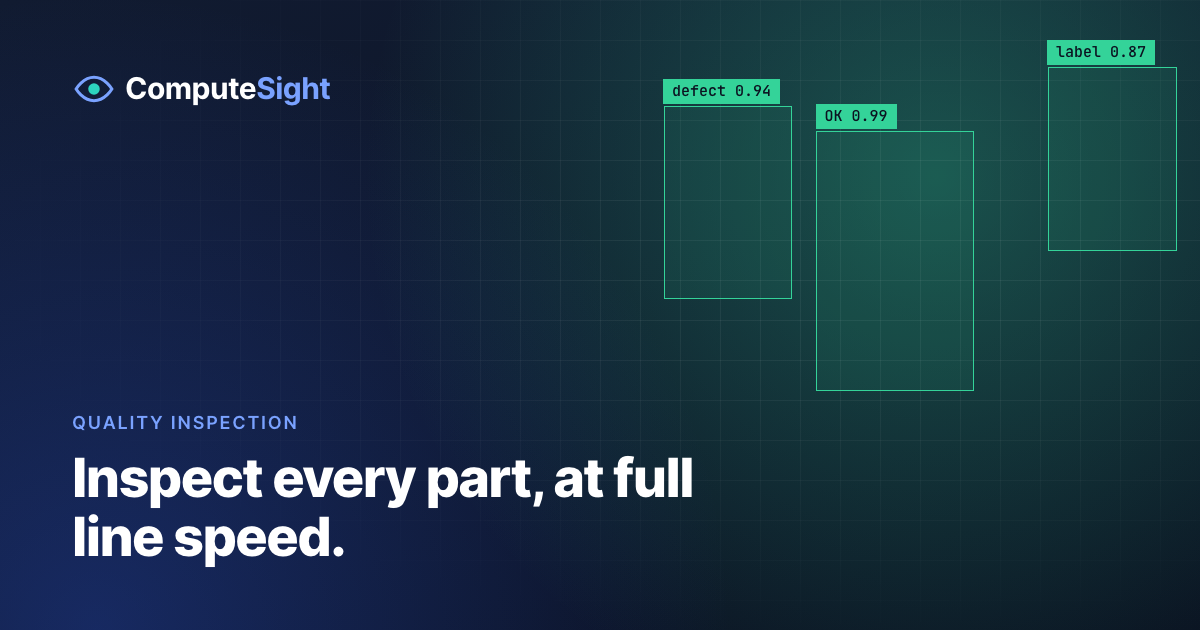 ComputeSight
defect 0.94
OK 0.99
label 0.87
QUALITY INSPECTION
Inspect every part, at full
line speed.